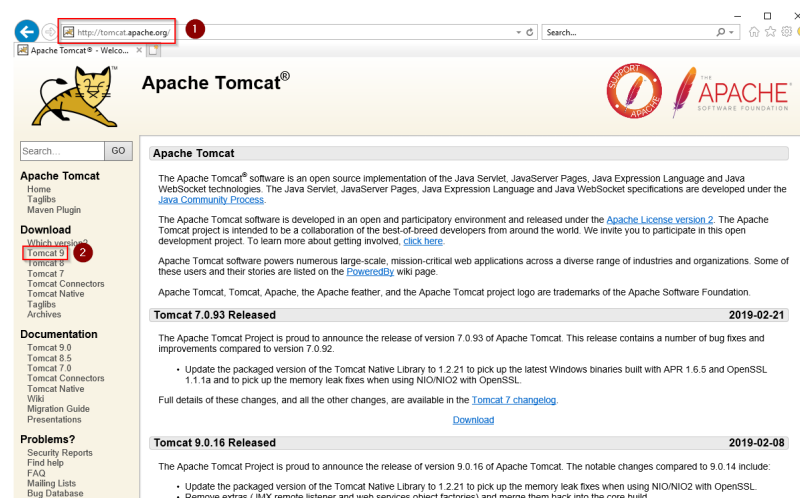 http://tomcat.apache.org/
1
Search...
Apache Tomcat® - Welco...
TM
Apache Tomcat®
SUPPORT
APACHE
THE
APACHE®
SOFTWARE FOUNDATION
Search...
GO
Apache Tomcat
Home
Taglibs
Maven Plugin
Download
Which version?
Tomcat 9
2
Tomcat 8
Tomcat 7
Tomcat Connectors
Tomcat Native
Taglibs
Archives
Documentation
Tomcat 9.0
Tomcat 8.5
Tomcat 7.0
Tomcat Connectors
Tomcat Native
Wiki
Migration Guide
Presentations
Problems?
Security Reports
Find help
FAQ
Mailing Lists
Bug Database
Apache Tomcat
The Apache Tomcat® software is an open source implementation of the Java Servlet, JavaServer Pages, Java Expression Language and Java
WebSocket technologies. The Java Servlet, JavaServer Pages, Java Expression Language and Java WebSocket specifications are developed under the
Java Community Process.
The Apache Tomcat software is developed in an open and participatory environment and released under the Apache License version 2. The Apache
Tomcat project is intended to be a collaboration of the best-of-breed developers from around the world. We invite you to participate in this open
development project. To learn more about getting involved, click here.
Apache Tomcat software powers numerous large-scale, mission-critical web applications across a diverse range of industries and organizations. Some of
these users and their stories are listed on the PoweredBy wiki page.
Apache Tomcat, Tomcat, Apache, the Apache feather, and the Apache Tomcat project logo are trademarks of the Apache Software Foundation.
Tomcat 7.0.93 Released 2019-02-21
The Apache Tomcat Project is proud to announce the release of version 7.0.93 of Apache Tomcat. This release contains a number of bug fixes and
improvements compared to version 7.0.92.
• Update the packaged version of the Tomcat Native Library to 1.2.21 to pick up the latest Windows binaries built with APR 1.6.5 and OpenSSL
1.1.1a and to pick up the memory leak fixes when using NIO/NIO2 with OpenSSL.
Full details of these changes, and all the other changes, are available in the Tomcat 7 changelog.
Download
Tomcat 9.0.16 Released 2019-02-08
The Apache Tomcat Project is proud to announce the release of version 9.0.16 of Apache Tomcat. The notable changes compared to 9.0.14 include:
• Update the packaged version of the Tomcat Native Library to 1.2.21 to pick up the memory leak fixes when using NIO/NIO2 with OpenSSL.
• Remove extras (JMX remote listener and web services object factories) and merge them back into the core build.